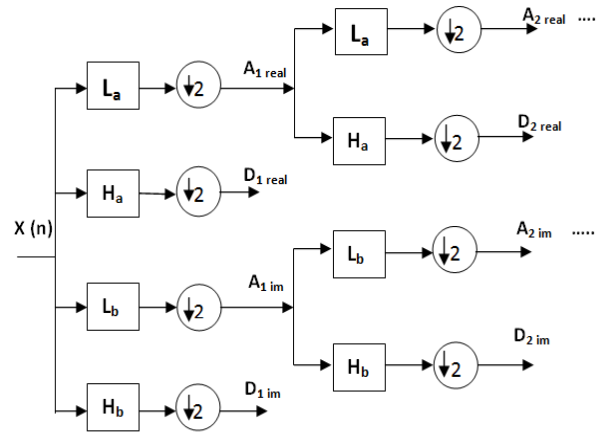 A2 real ....
La ↓2
La ↓2 A1 real
D2 real
Ha ↓2
D1 real
Ha ↓2
X (n)
A2 im .....
Lb ↓2
Lb ↓2 A1 im
D2 im
Hb ↓2
D1 im
Hb ↓2